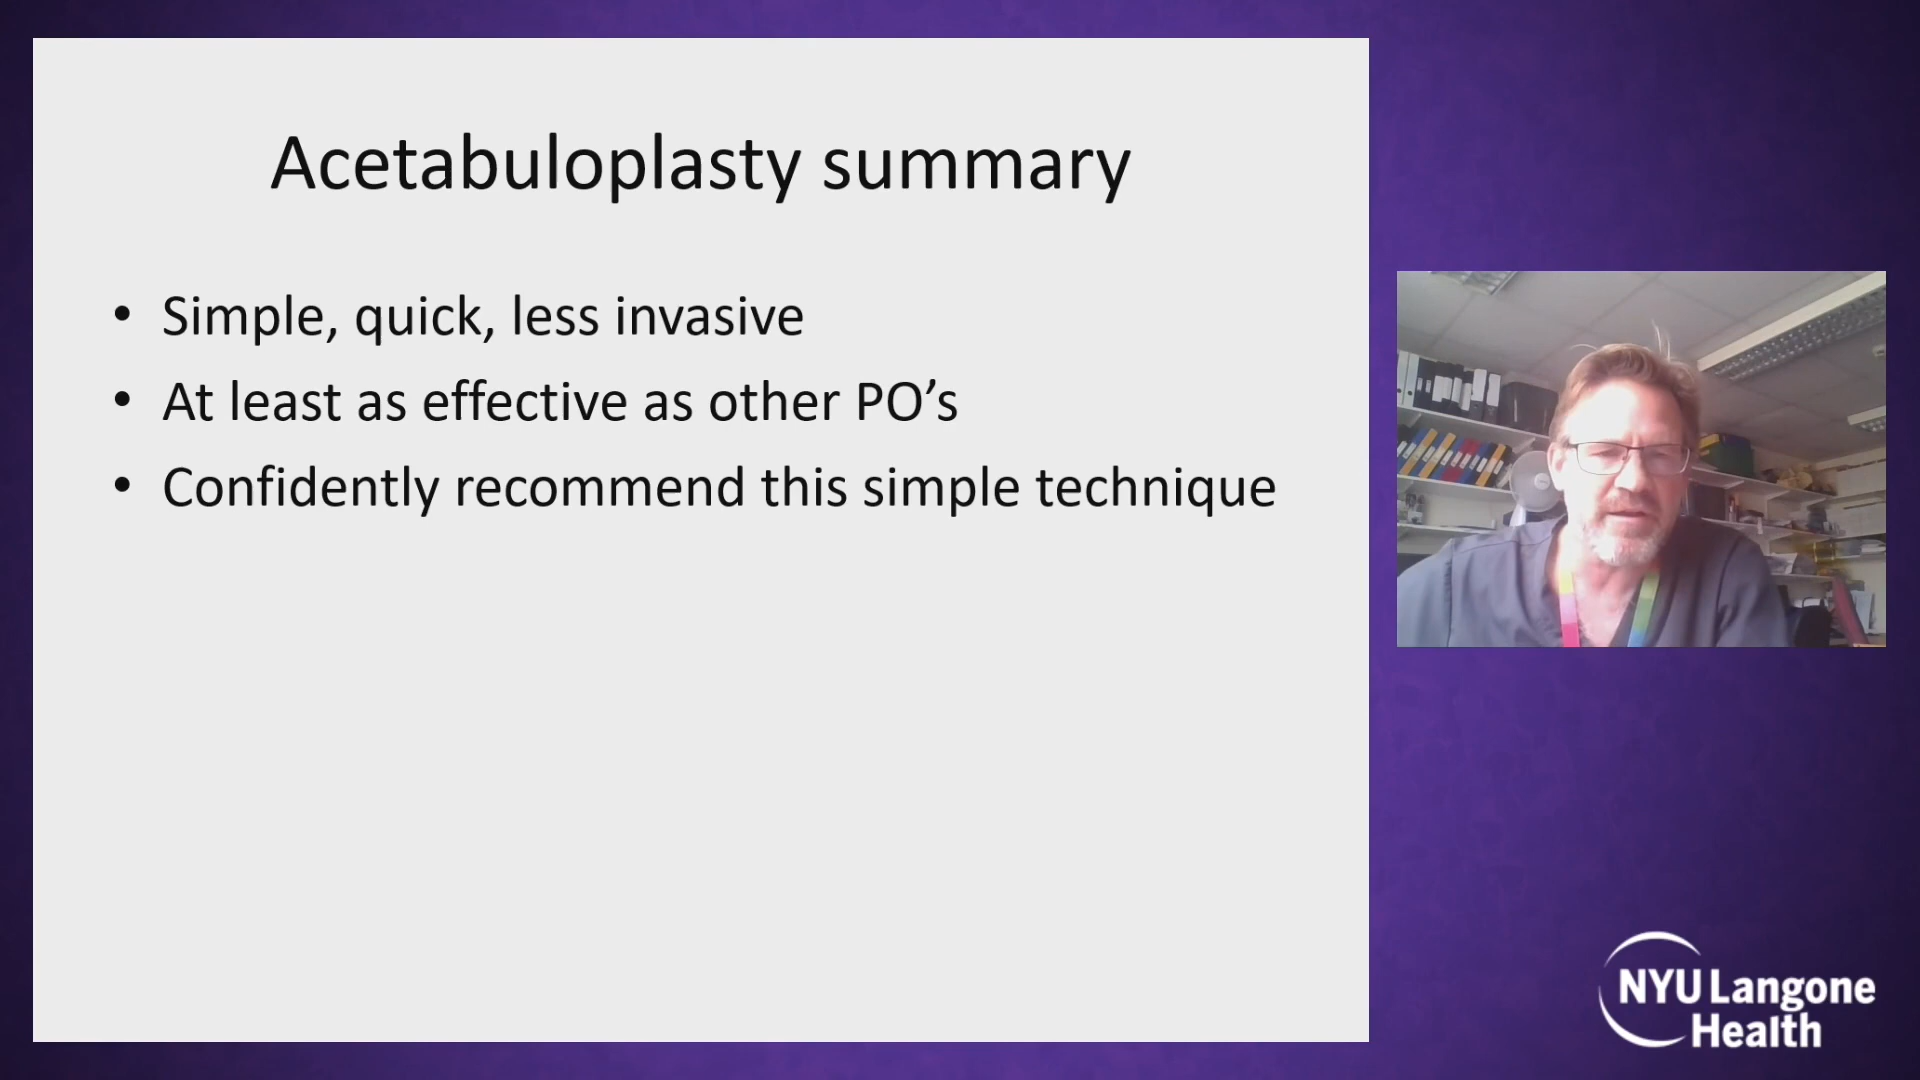 Acetabuloplasty summary
• Simple, quick, less invasive
• At least as effective as other PO’s
• Confidently recommend this simple technique
NYU Langone
Health